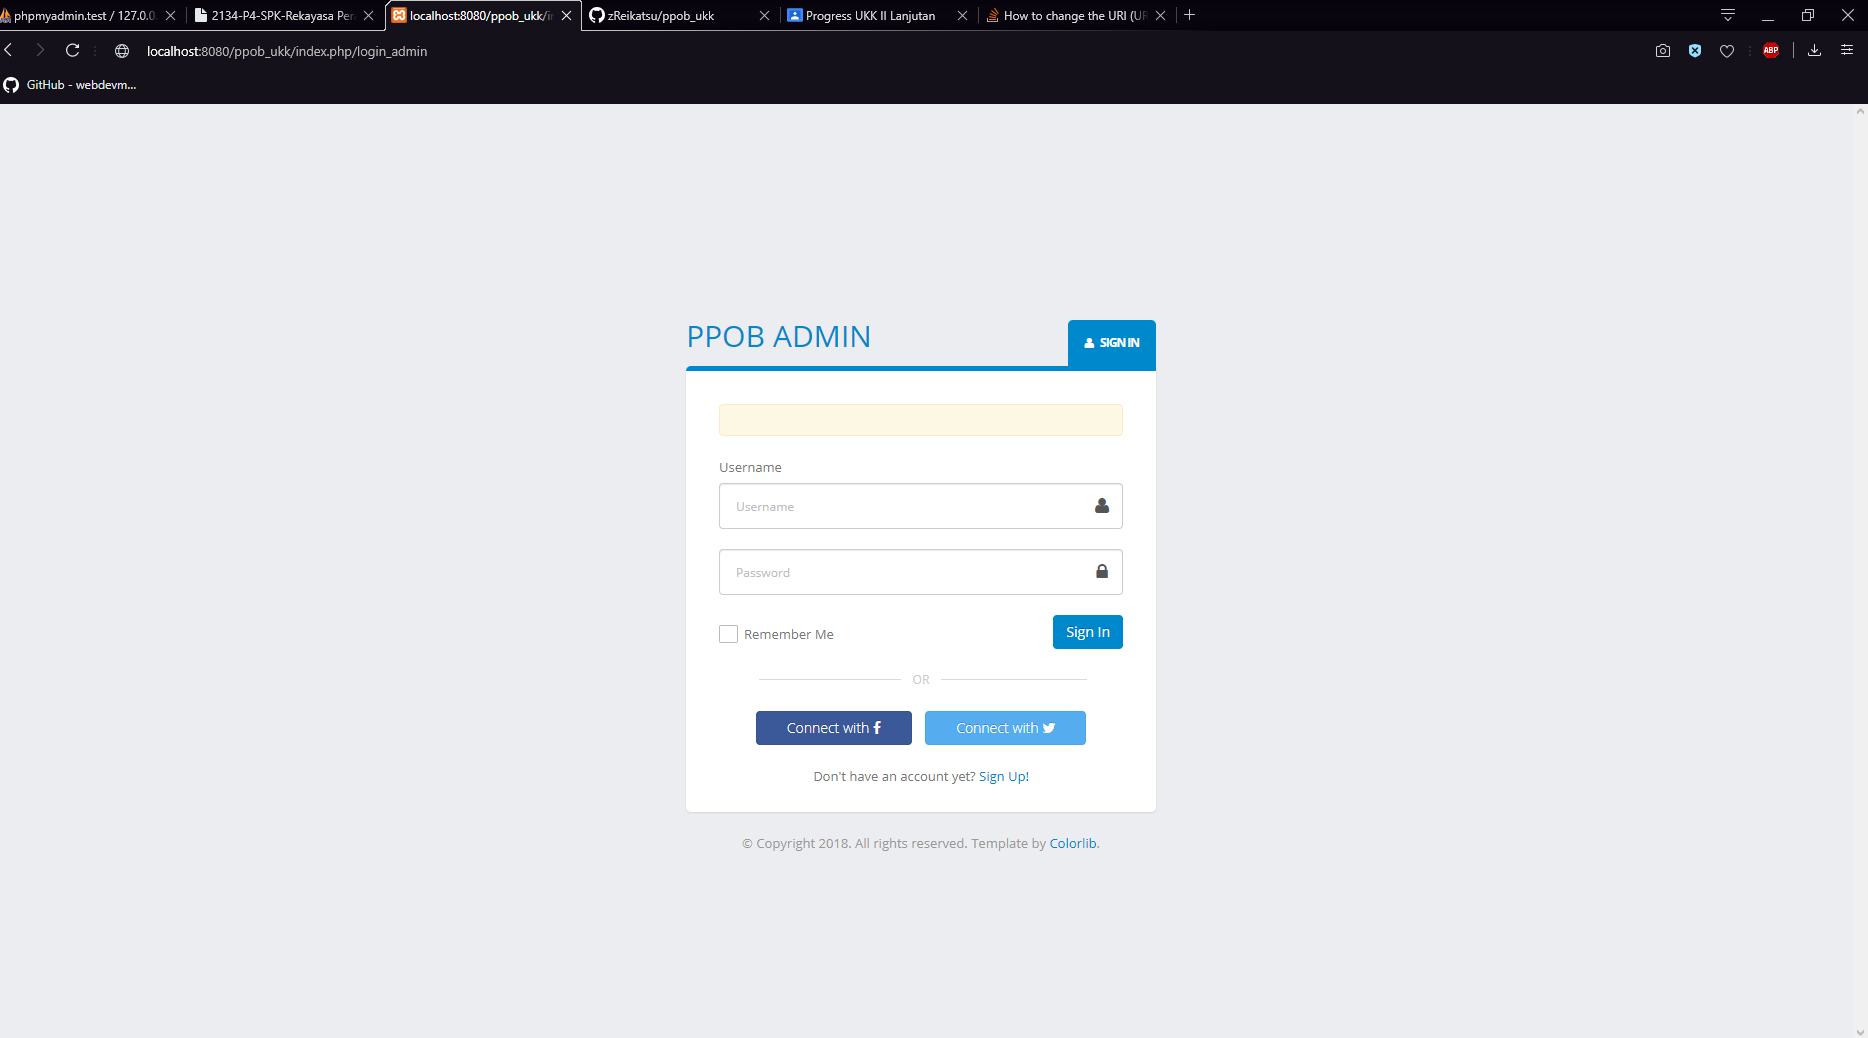 phpmyadmin.test / 127.0.0.
2134-P4-SPK-Rekayasa Per
localhost:8080/ppob_ukk/in
zReikatsu/ppob_ukk
Progress UKK II Lanjutan
How to change the URI (UR
localhost:8080/ppob_ukk/index.php/login_admin
ABP
GitHub - webdevm...
PPOB ADMIN
SIGN IN
Username
Username
Password
Remember Me
Sign In
OR
Connect with
Connect with
Don't have an account yet? Sign Up!
© Copyright 2018. All rights reserved. Template by Colorlib.